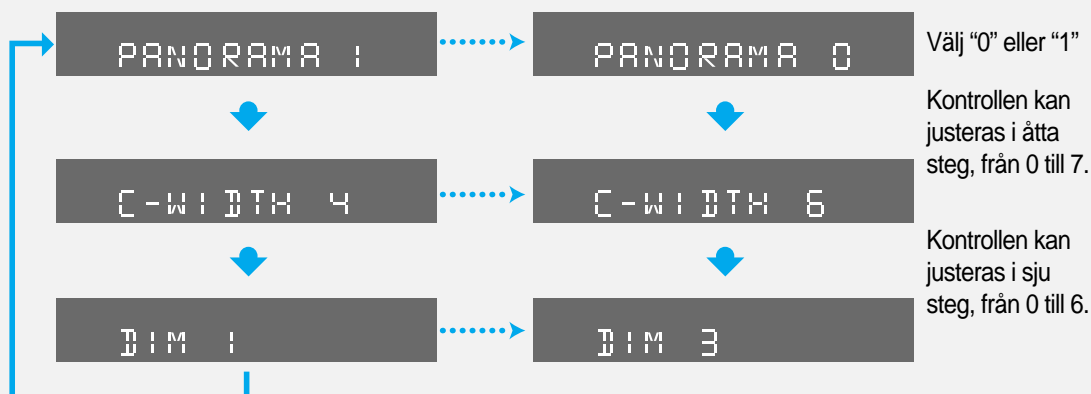 PANORAMA 1
PANORAMA 0
Välj “0” eller “1”
C-WIDTH 4
C-WIDTH 6
Kontrollen kan
justeras i åtta
steg, från 0 till 7.
DIM 1
DIM 3
Kontrollen kan
justeras i sju
steg, från 0 till 6.